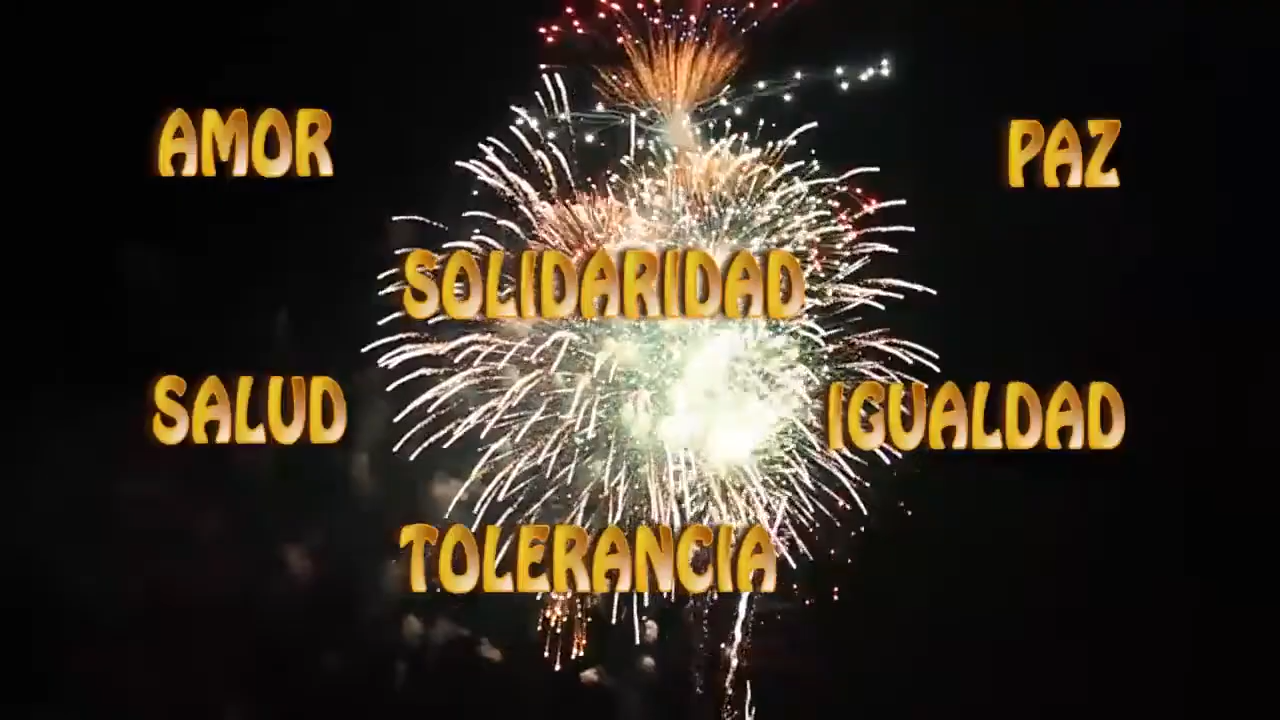 AMOR
PAZ
SOLIDARIDAD
SALUD
IGUALDAD
TOLERANCIA